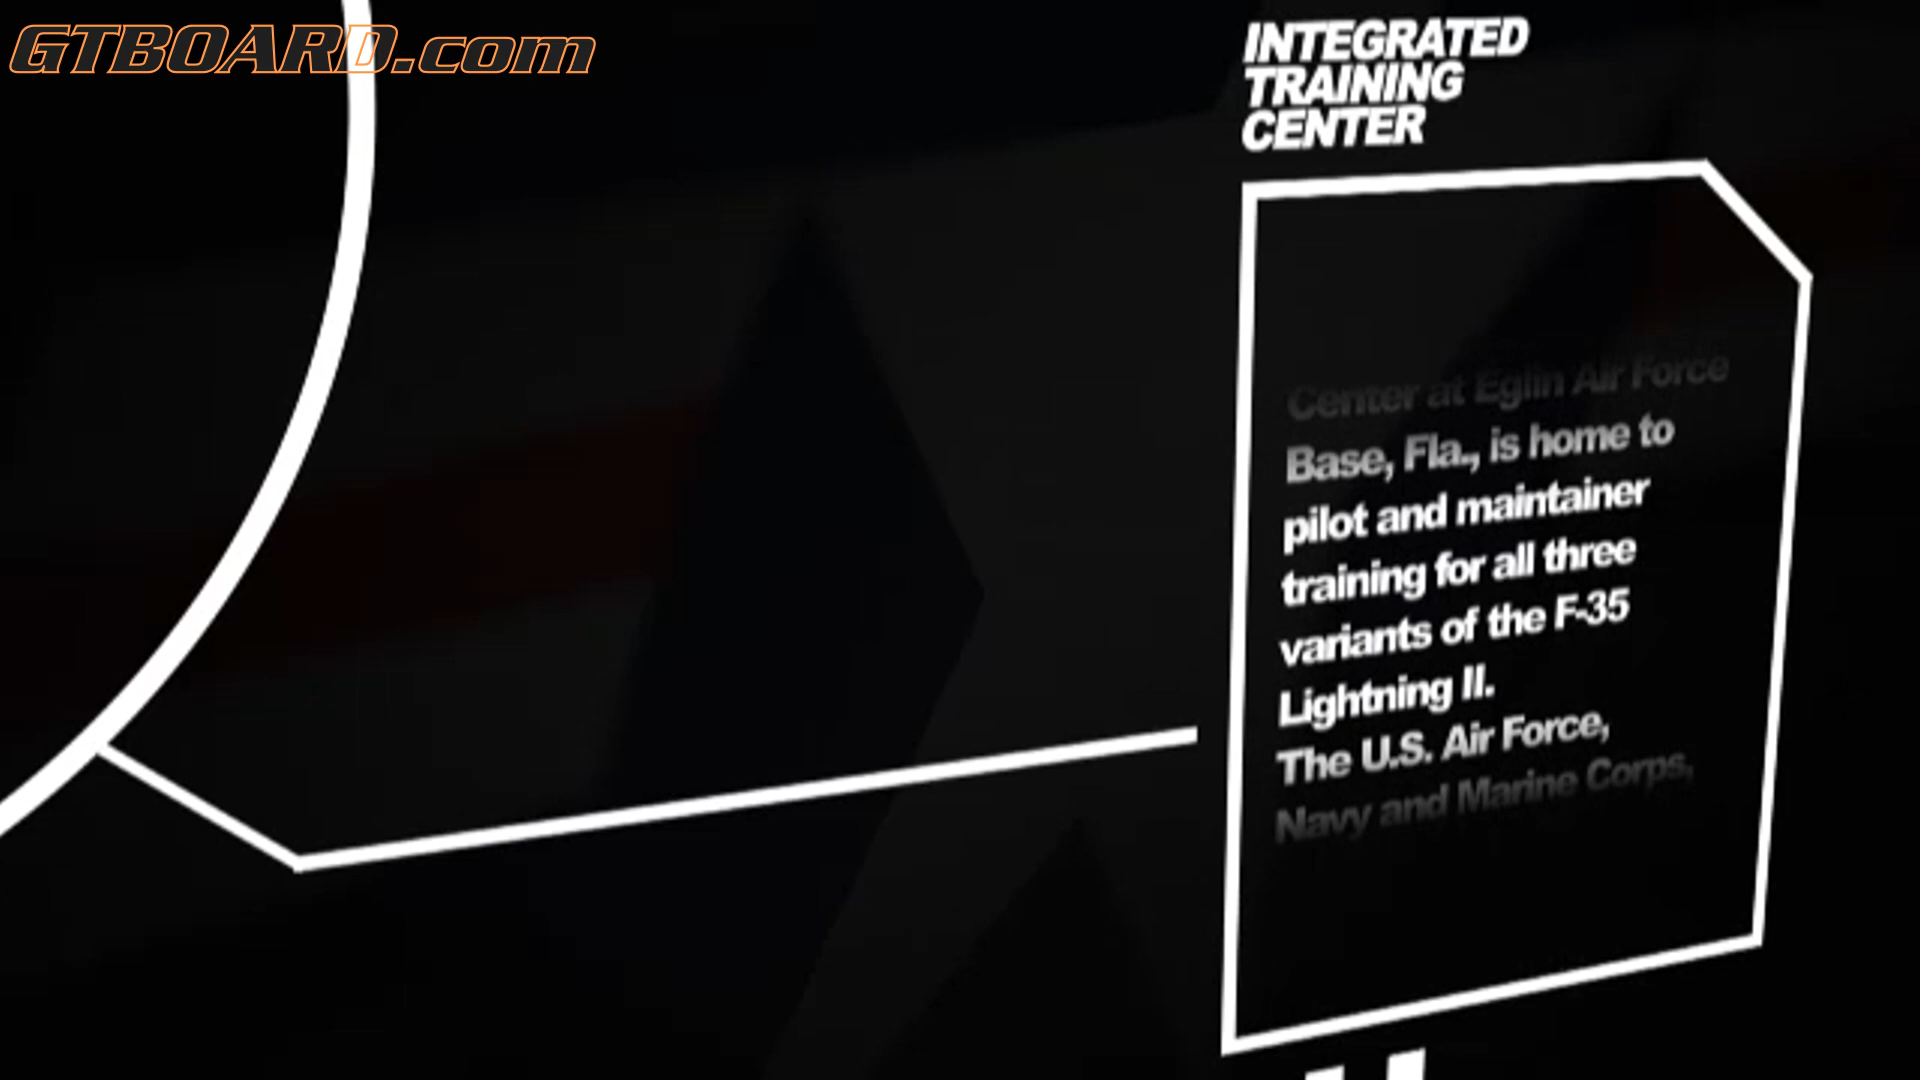 GTBOARD.com
INTEGRATED
TRAINING
CENTER
Center at Eglin Air Force
Base, Fla., is home to
pilot and maintainer
training for all three
variants of the F-35
Lightning II.
The U.S. Air Force,
Navy and Marine Corps,